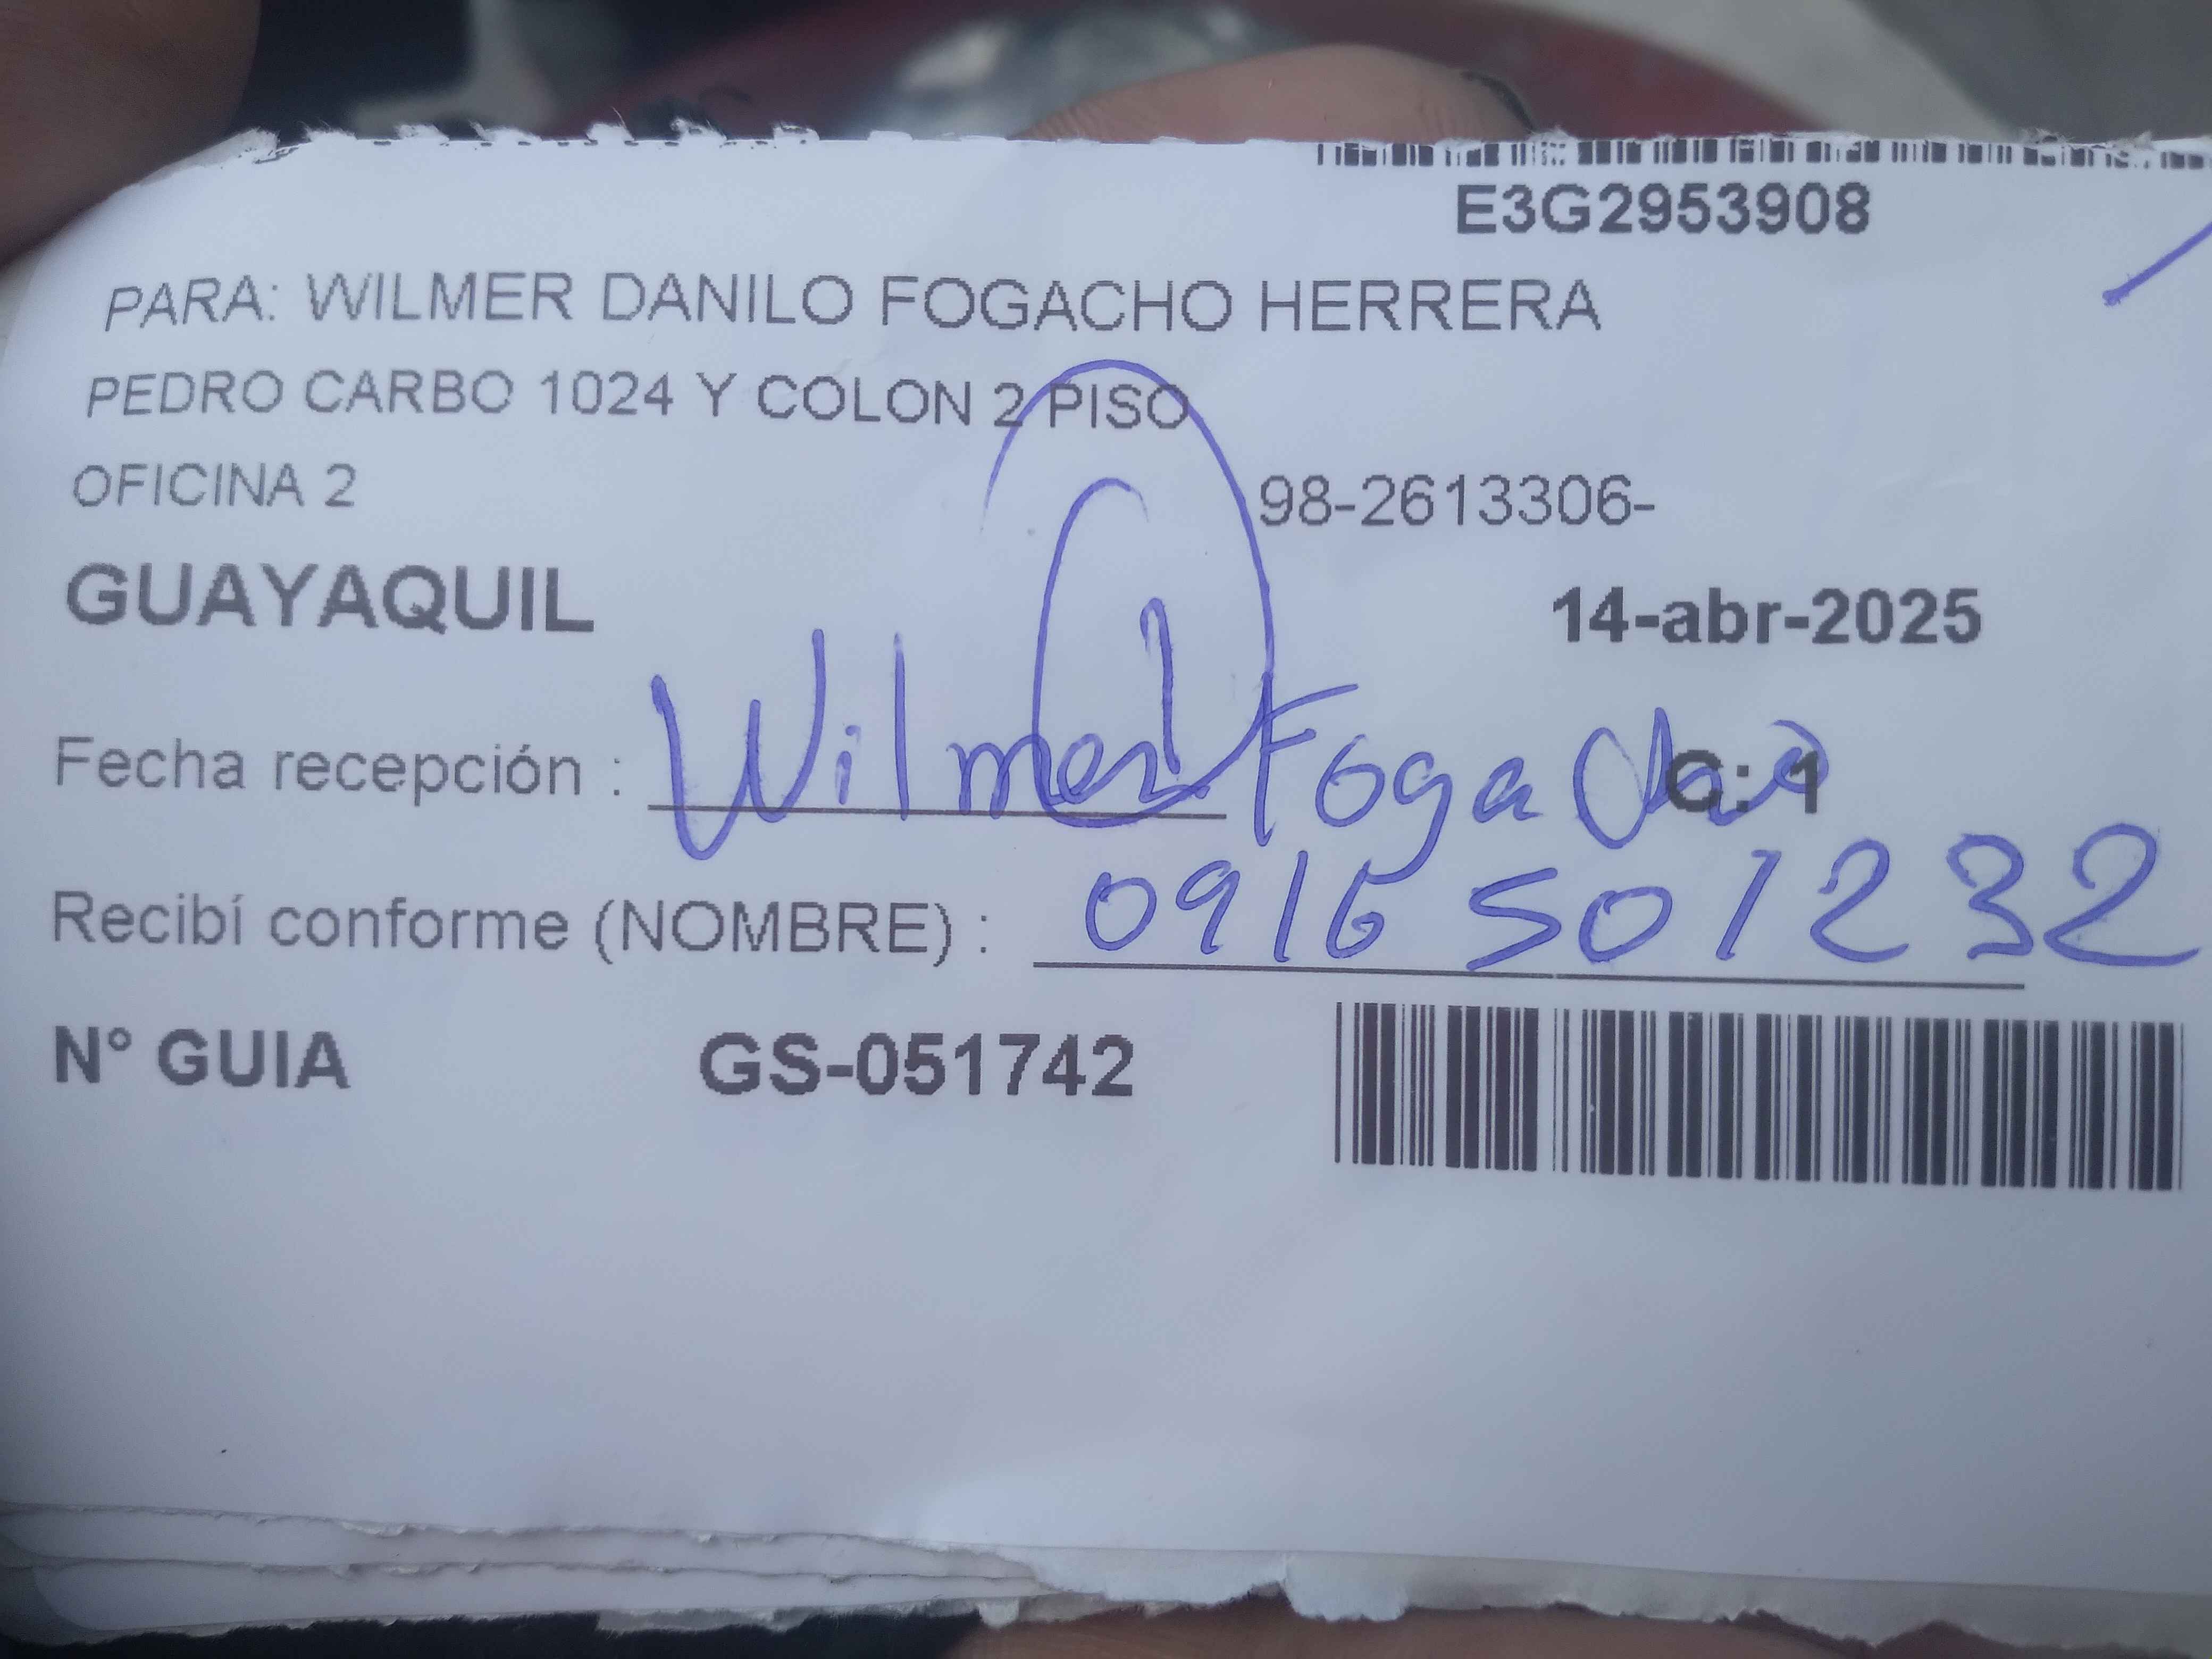 E3G2953908
PARA: WILMER DANILO FOGACHO HERRERA
PEDRO CARBO 1024 Y COLON 2 PISO
OFICINA 2
98-2613306-
GUAYAQUIL
14-abr-2025
Fecha recepción : Wilmer Fogacho C: 1
Recibí conforme (NOMBRE) : 0916501232
N° GUIA GS-051742